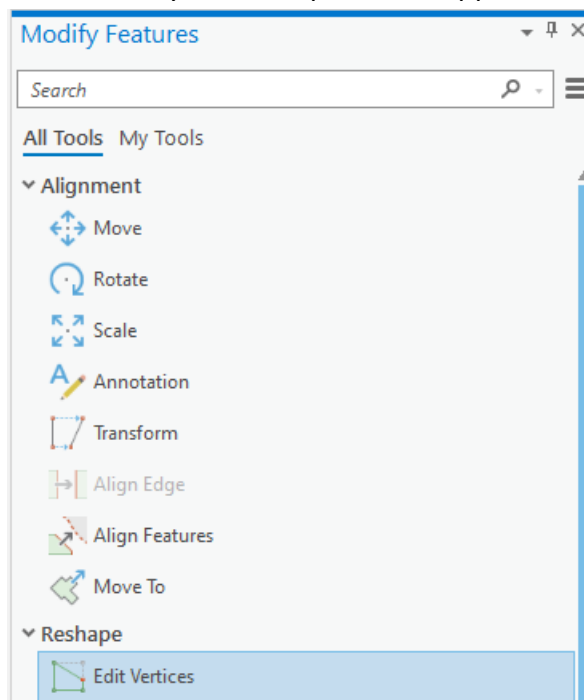 Modify Features
Search
All Tools My Tools
Alignment
Move
Rotate
Scale
Annotation
Transform
Align Edge
Align Features
Move To
Reshape
Edit Vertices